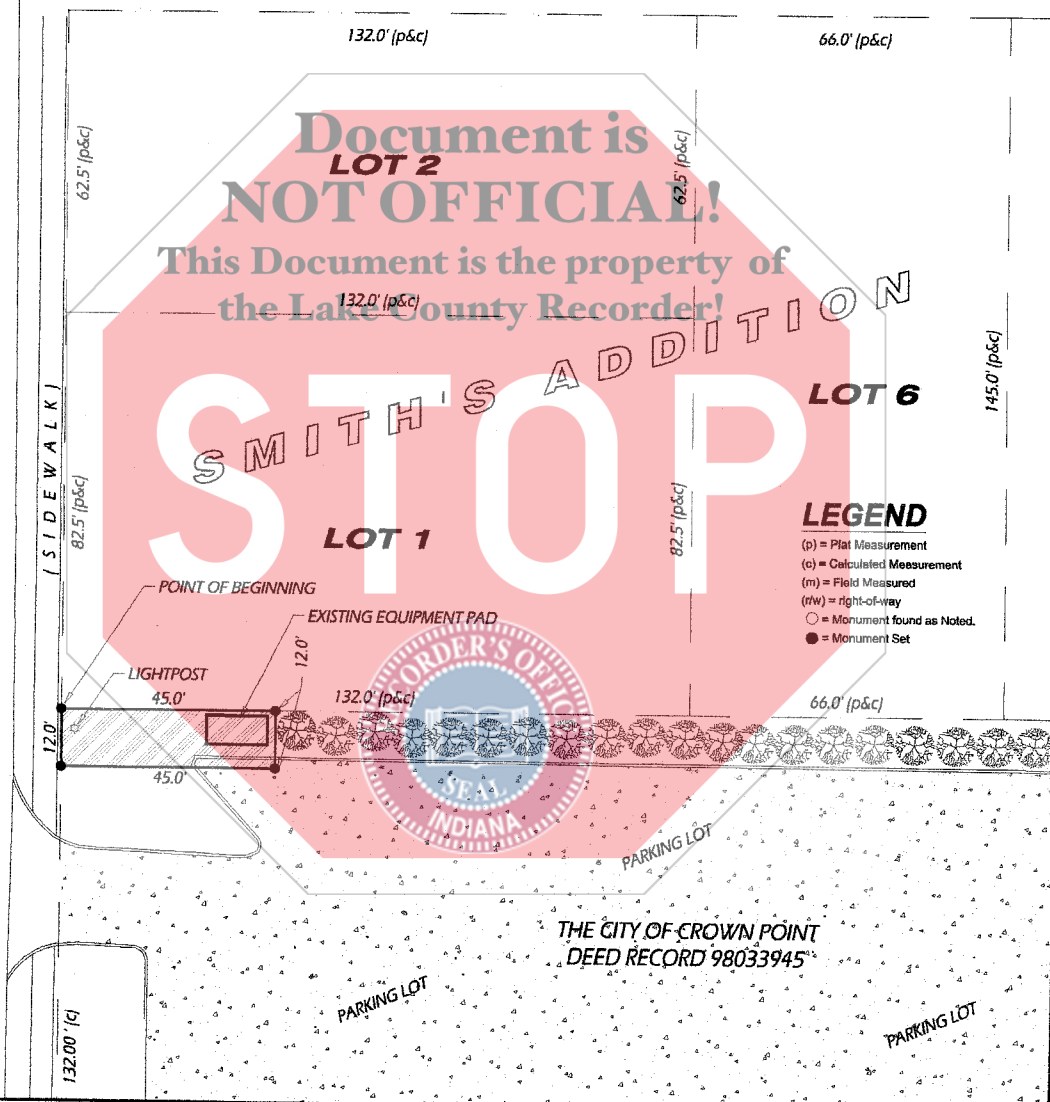 132.0' (p&c)
66.0' (p&c)
62.5' (p&c)
62.5' (p&c)
Document is
LOT 2
NOT OFFICIAL!
This Document is the property of
132.0' (p&c)
the Lake County Recorder!
SMITH'S ADDITION
STOP
(SIDEWALK)
82.5' (p&c)
82.5' (p&c)
145.0' (p&c)
LOT 6
LOT 1
LEGEND
(p) = Plat Measurement
(c) = Calculated Measurement
(m) = Field Measured
(r/w) = right-of-way
= Monument found as Noted.
= Monument Set
POINT OF BEGINNING
EXISTING EQUIPMENT PAD
12.0'
LIGHTPOST
45.0'
132.0' (p&c)
66.0' (p&c)
12.0'
45.0'
SEAL
INDIANA
PARKING LOT
THE CITY OF CROWN POINT
DEED RECORD 98033945
PARKING LOT
PARKING LOT
132.00' (c)